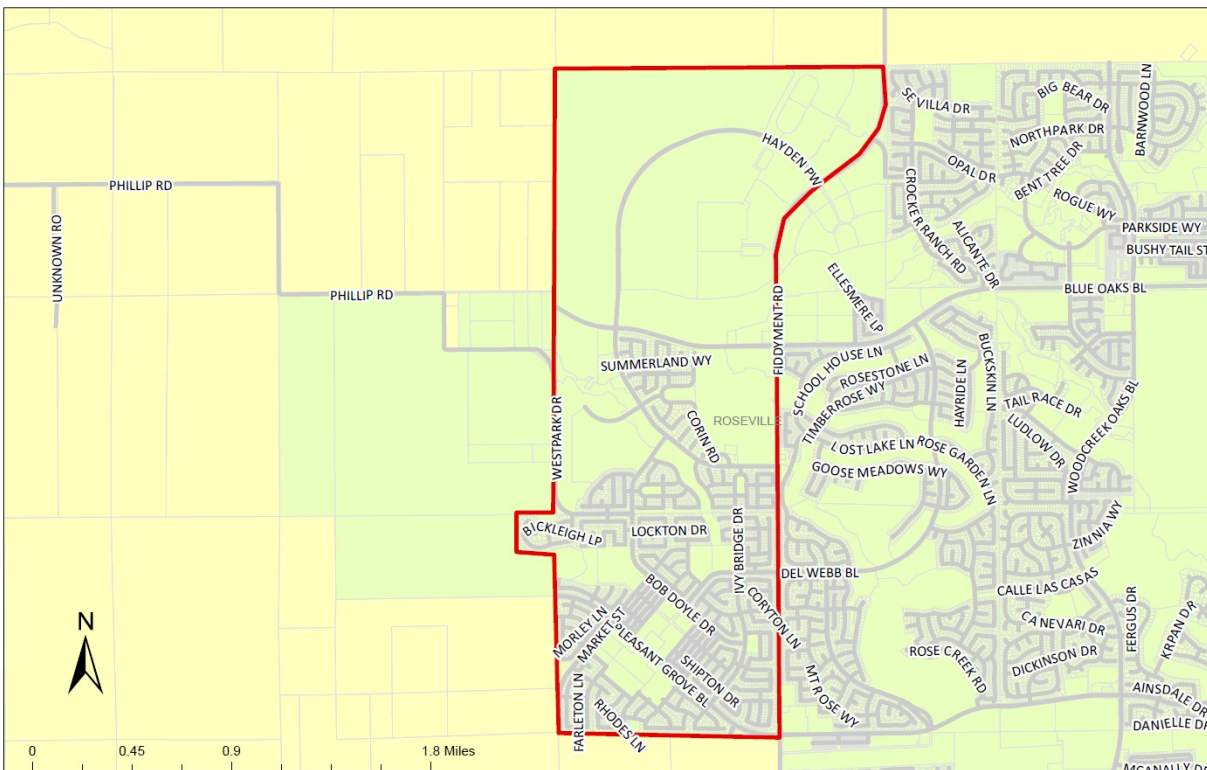 BIG BEAR DR
BARNWOOD LN
SEVILLA DR
NORTHPARK DR
HAYDEN PW
OPAL DR
BENT TREE DR
PHILLIP RD
CROCKER RANCH RD
ROGUE WY
UNKNOWN RO
ALICANTE DR
PARKSIDE WY
BUSHY TAIL ST
ELLESMERE LP
PHILLIP RD
BLUE OAKS BL
FIDDYMENT RD
SUMMERLAND WY
SCHOOL HOUSE LN
BUCKSKIN LN
ROSESTONE LN
HAYRIDE LN
TIMBERROSE WY
TAIL RACE DR
WESTPARK DR
ROSEVILLE
CORIN RD
LUDLOW DR
WOODCREEK OAKS BL
LOST LAKE LN
ROSE GARDEN LN
GOOSE MEADOWS WY
BICKLEIGH LP
LOCKTON DR
IVY BRIDGE DR
ZINNIA WY
DEL WEBB BL
CALLE LAS CASAS
BOB DOYLE DR
CORYTON LN
MORLEY LN
MARKET ST
CANEVARI DR
FERGUS DR
KRPAN DR
N
PLEASANT GROVE BL
SHIPTON DR
MT ROSE WY
ROSE CREEK RD
DICKINSON DR
FARLETON LN
RHODES LN
AINSDALE DR
DANIELLE DR
0 0.45 0.9 1.8 Miles
MCANALLY DR